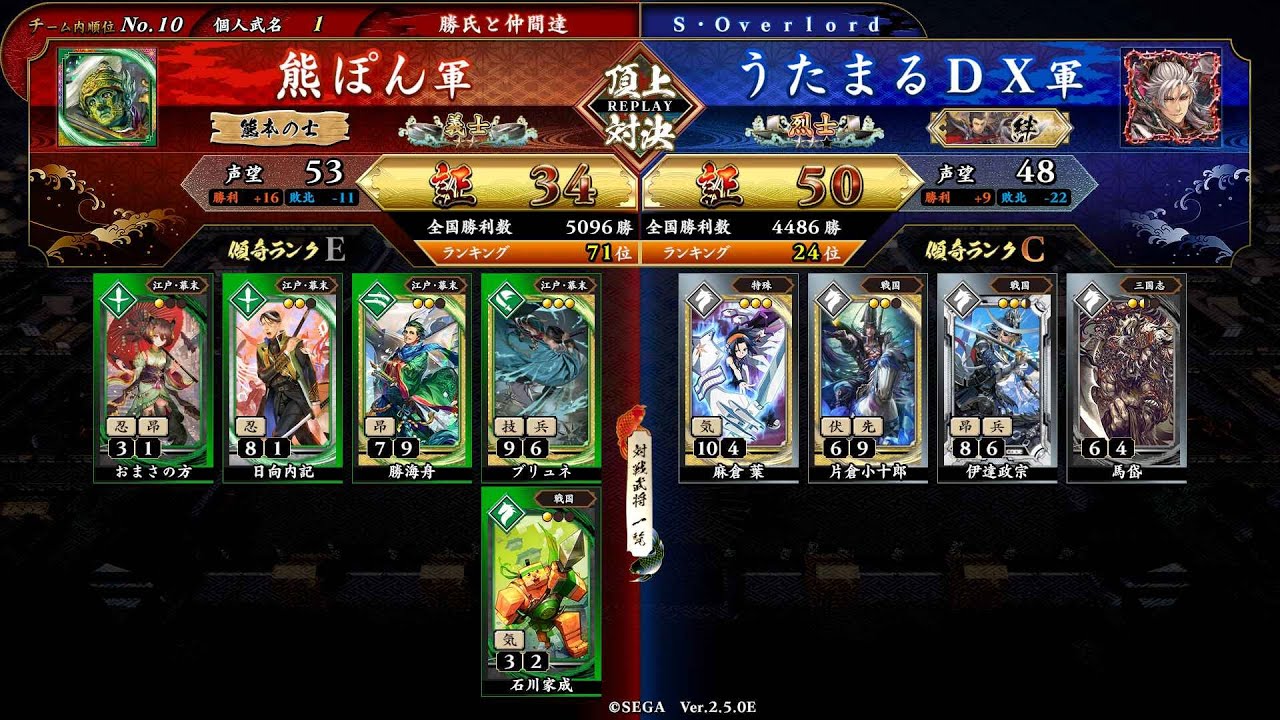 チーム内順位 No.10 個人武名 1 勝氏と仲間達
S・Overlord
熊ぽん軍
頂上
REPLAY
対決
うたまるDX軍
熊本の士
義士
烈士
絆
声望 53
勝利 +16 敗北 -11
証 34
証 50
声望 48
勝利 +9 敗北 -22
全国勝利数 5096勝
全国勝利数 4486勝
傾奇ランクE
ランキング 71位
ランキング 24位
傾奇ランクC
江戸・幕末
忍 昂
3 1
おまさの方
江戸・幕末
忍
8 1
日向内記
江戸・幕末
昂
7 9
勝海舟
江戸・幕末
技 兵
9 6
ブリュネ
特殊
気
10 4
麻倉 葉
戦国
伏 先
6 9
片倉小十郎
戦国
昂 兵
8 6
伊達政宗
三国志
6 4
馬岱
対戦武将一覧
戦国
気
3 2
石川家成
©SEGA Ver.2.5.0E